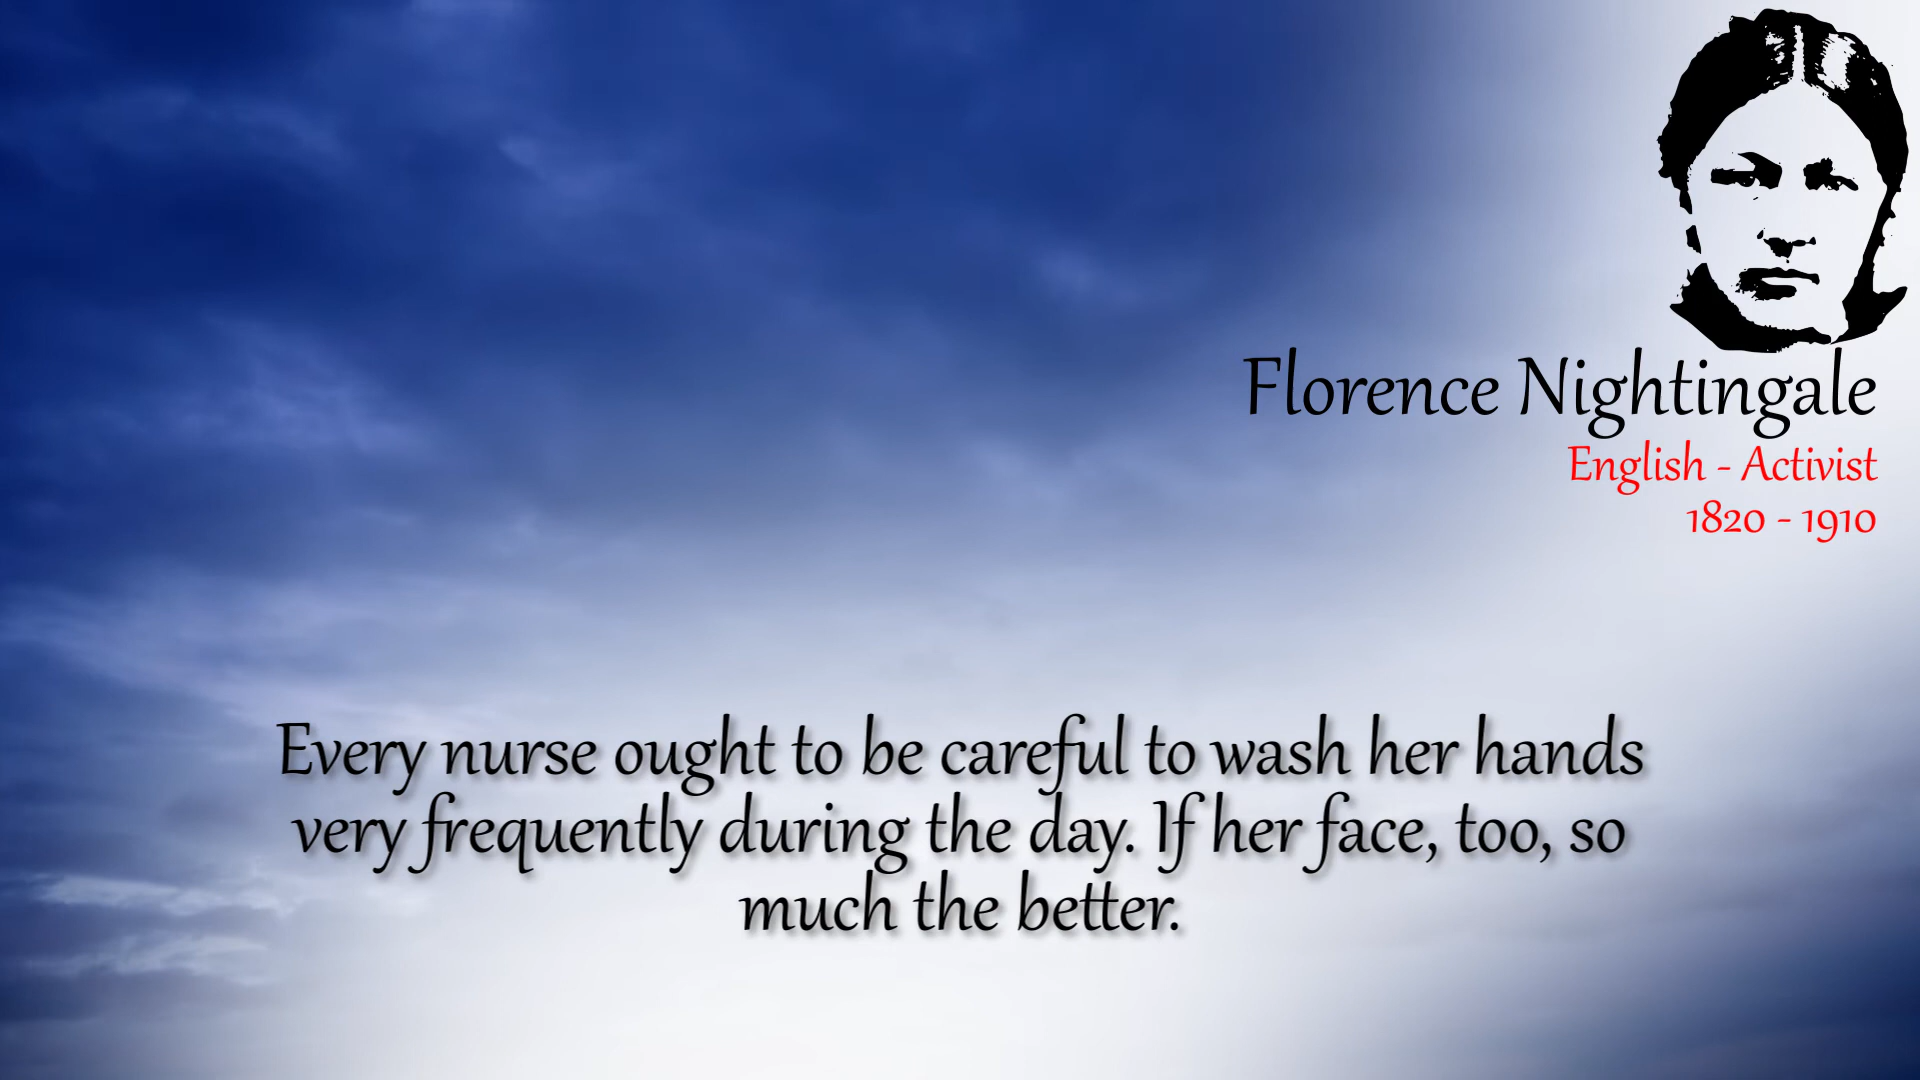 Florence Nightingale
English - Activist
1820 - 1910
Every nurse ought to be careful to wash her hands
very frequently during the day. If her face, too, so
much the better.